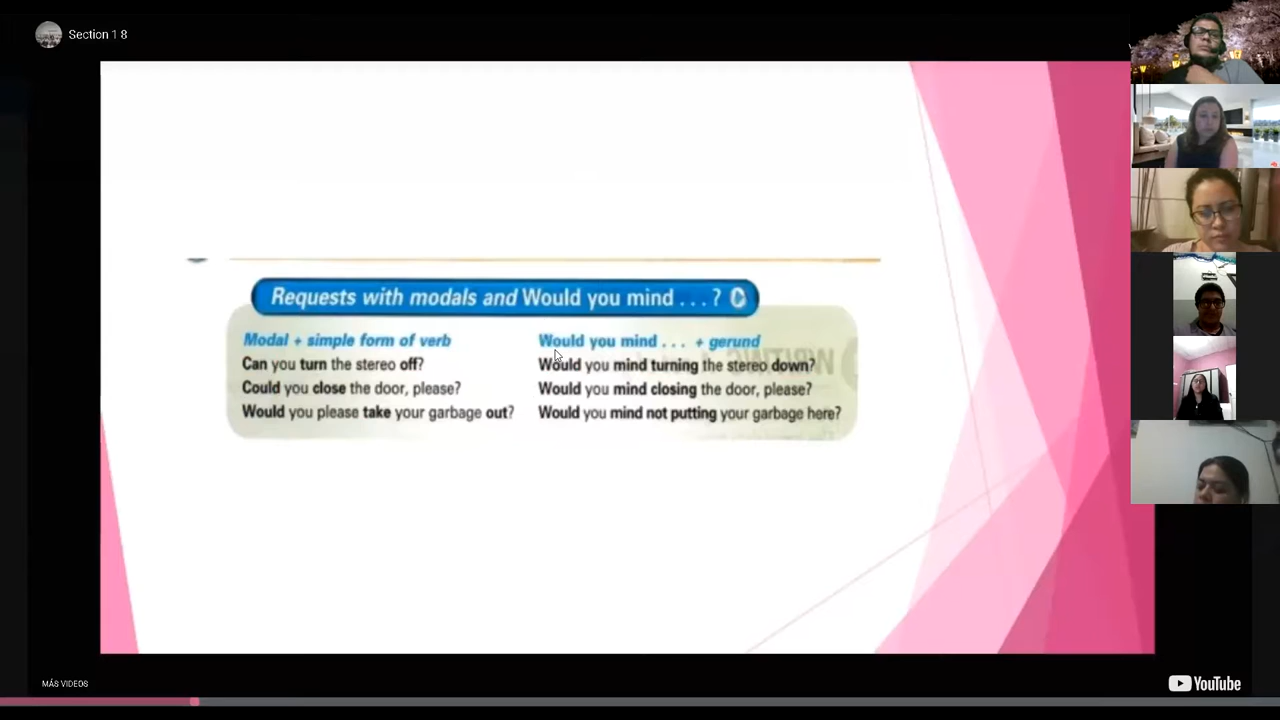 Section 1 8
Requests with modals and Would you mind . . . ?
Modal + simple form of verb
Can you turn the stereo off?
Could you close the door, please?
Would you please take your garbage out?
Would you mind . . . + gerund
Would you mind turning the stereo down?
Would you mind closing the door, please?
Would you mind not putting your garbage here?
MÁS VIDEOS
YouTube